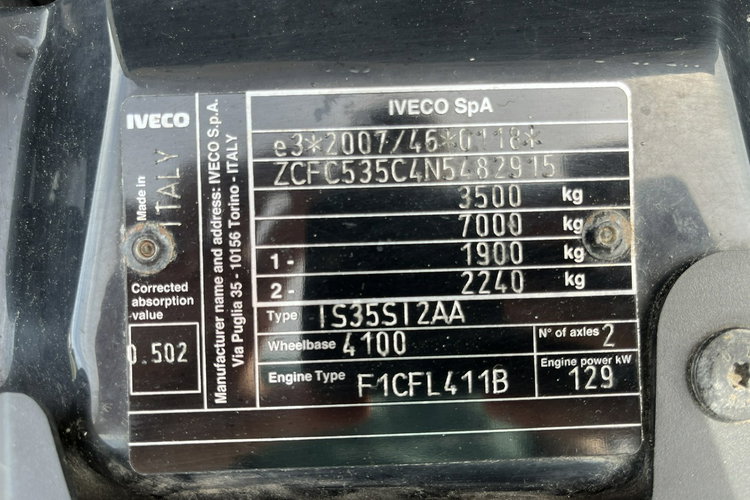 IVECO
Made in
ITALY
Corrected
absorption
value
0.502
Manufacturer name and address: IVECO S.p.A.
Via Puglia 35 - 10156 Torino - ITALY
IVECO SpA
e3*2007/46*0118*
ZCFC535C4N5482915
3500 kg
7000 kg
1 - 1900 kg
2 - 2240 kg
Type IS35SI2AA
Wheelbase 4100
N° of axles 2
Engine Type F1CFL411B
Engine power kW
129